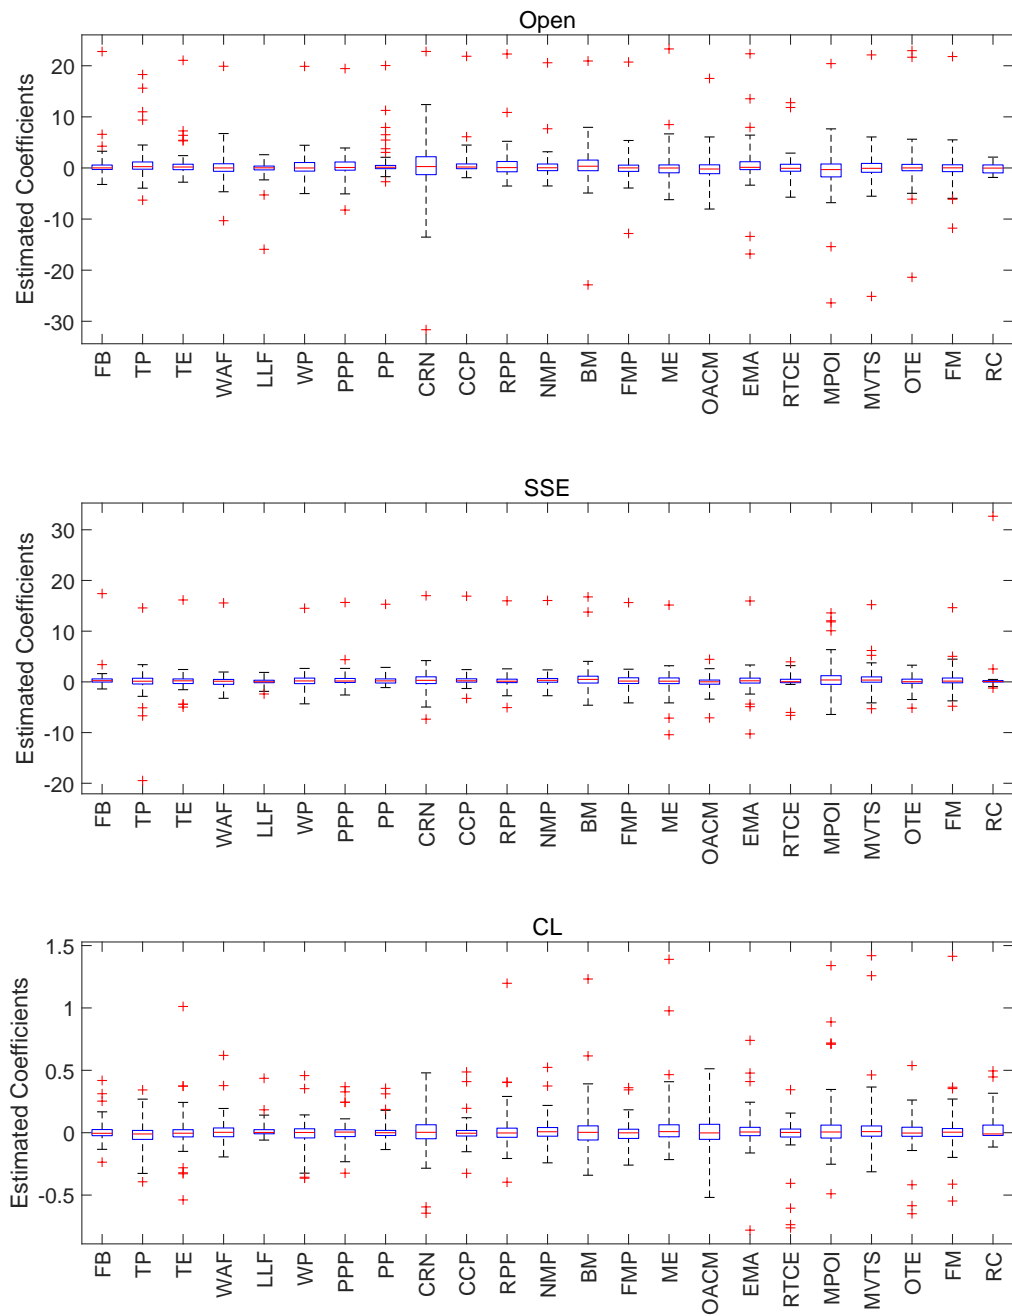 Open
Estimated Coefficients
20
10
0
-10
-20
-30
FB TP TE WAF LLF WP PPP PP CRN CCP RPP NMP BM FMP ME OACM EMA RTCE MPOI MVTS OTE FM RC
SSE
Estimated Coefficients
30
20
10
0
-10
-20
FB TP TE WAF LLF WP PPP PP CRN CCP RPP NMP BM FMP ME OACM EMA RTCE MPOI MVTS OTE FM RC
CL
Estimated Coefficients
1.5
1
0.5
0
-0.5
FB TP TE WAF LLF WP PPP PP CRN CCP RPP NMP BM FMP ME OACM EMA RTCE MPOI MVTS OTE FM RC